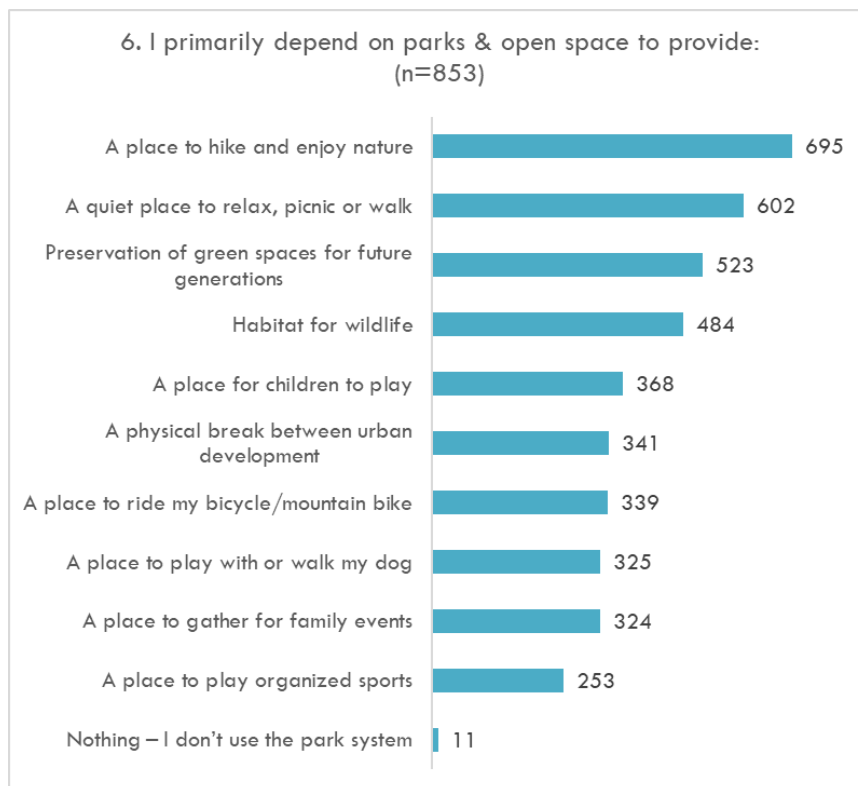 6. I primarily depend on parks & open space to provide:
(n=853)
A place to hike and enjoy nature 695
A quiet place to relax, picnic or walk 602
Preservation of green spaces for future
generations 523
Habitat for wildlife 484
A place for children to play 368
A physical break between urban
development 341
A place to ride my bicycle/mountain bike 339
A place to play with or walk my dog 325
A place to gather for family events 324
A place to play organized sports 253
Nothing – I don't use the park system 11